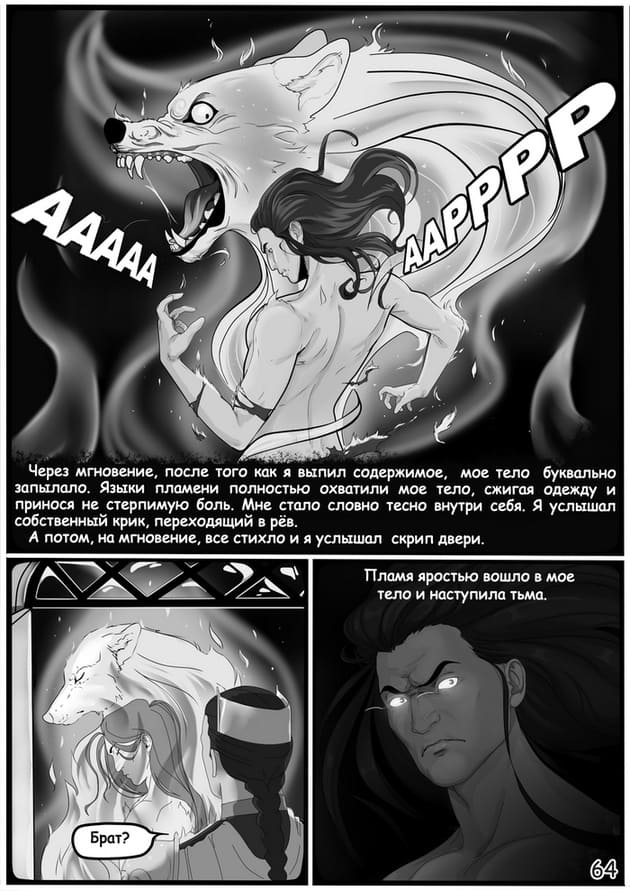 ААААА
ААРРРР
Через мгновение, после того как я выпил содержимое, мое тело буквально
запылало. Языки пламени полностью охватили мое тело, сжигая одежду и
принося не стерпимую боль. Мне стало словно тесно внутри себя. Я услышал
собственный крик, переходящий в рёв.
А потом, на мгновение, все стихло и я услышал скрип двери.
Брат?
Пламя яростью вошло в мое
тело и наступила тьма.
64